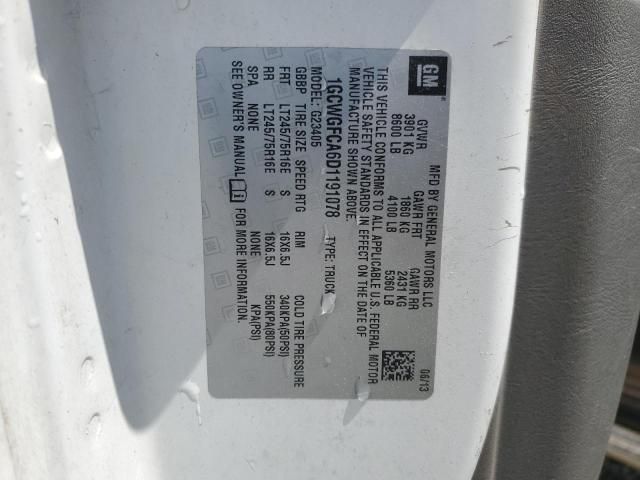 GM
MFD BY GENERAL MOTORS LLC 06/13
GVWR GAWR FRT GAWR RR
3901 KG 1860 KG 2431 KG
8600 LB 4100 LB 5360 LB
THIS VEHICLE CONFORMS TO ALL APPLICABLE U.S. FEDERAL MOTOR
VEHICLE SAFETY STANDARDS IN EFFECT ON THE DATE OF
MANUFACTURE SHOWN ABOVE.
1GCWGFCA6D1191078 TYPE: TRUCK
MODEL: G23405
GBBP TIRE SIZE SPEED RTG RIM COLD TIRE PRESSURE
FRT LT245/75R16E S 16X6.5J 340KPA(50PSI)
RR LT245/75R16E S 16X6.5J 550KPA(80PSI)
SPA NONE NONE KPA(PSI)
SEE OWNER'S MANUAL FOR MORE INFORMATION.